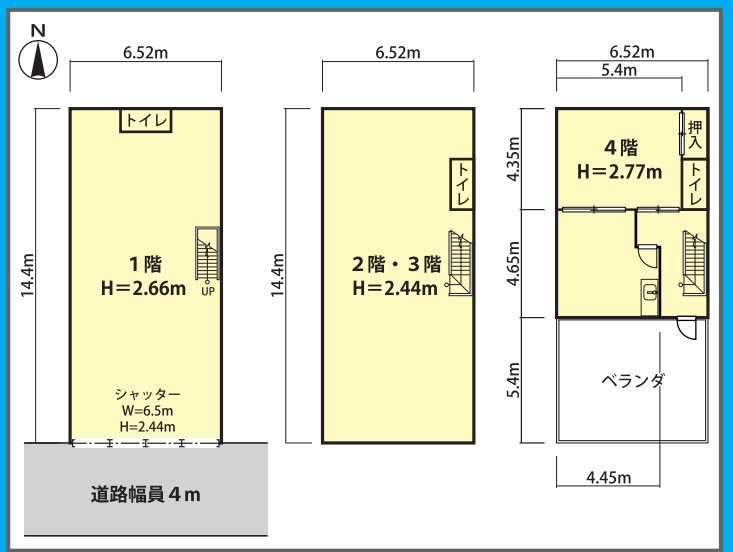 N
6.52m
14.4m
トイレ
1階
H=2.66m
UP
シャッター
W=6.5m
H=2.44m
道路幅員4m
6.52m
14.4m
トイレ
2階・3階
H=2.44m
6.52m
5.4m
4.35m
4.65m
5.4m
4階
H=2.77m
押入
トイレ
ベランダ
4.45m